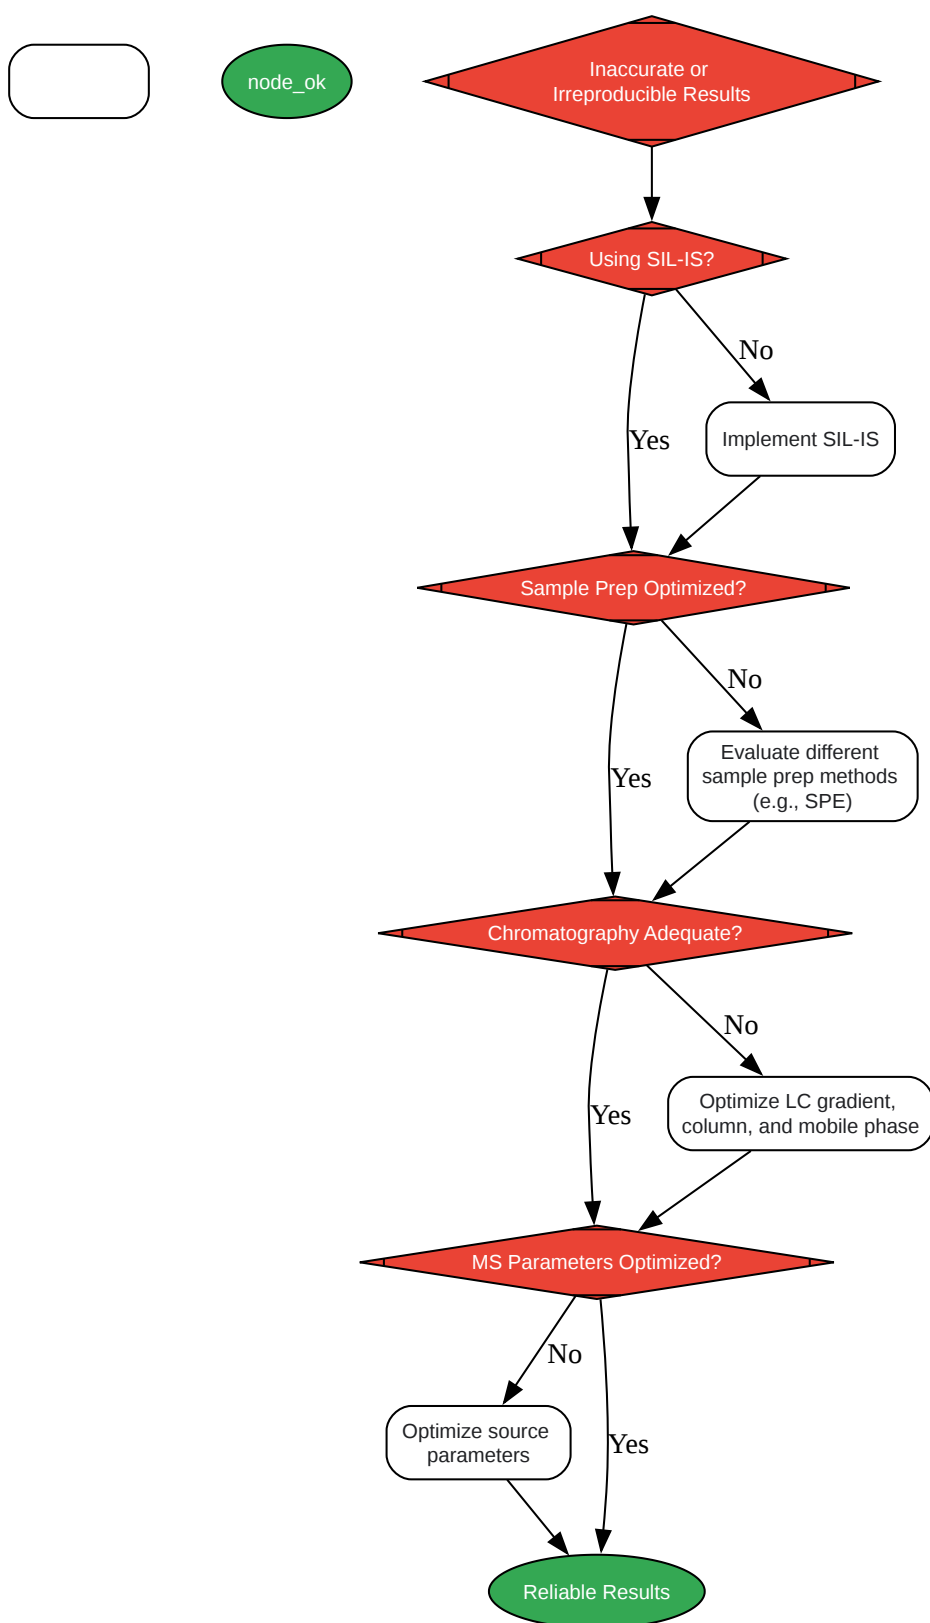 node_ok
Inaccurate or
Irreproducible Results
Using SIL-IS?
No
Yes
Implement SIL-IS
Sample Prep Optimized?
No
Yes
Evaluate different
sample prep methods
(e.g., SPE)
Chromatography Adequate?
No
Yes
Optimize LC gradient,
column, and mobile phase
MS Parameters Optimized?
No
Yes
Optimize source
parameters
Reliable Results